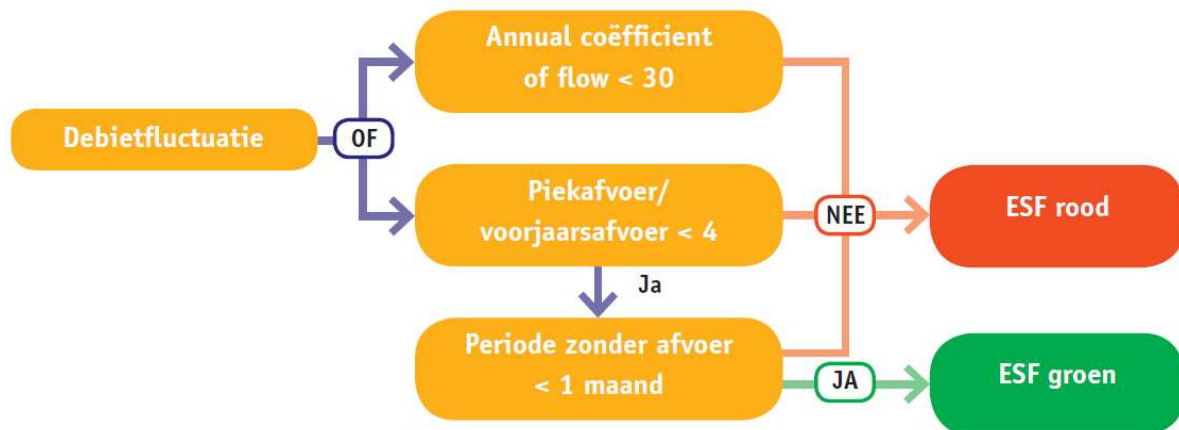 Annual coëfficient
of flow < 30
Debietfluctuatie
OF
Piekafvoer/
voorjaarsafvoer < 4
NEE
ESF rood
Ja
Periode zonder afvoer
< 1 maand
JA
ESF groen